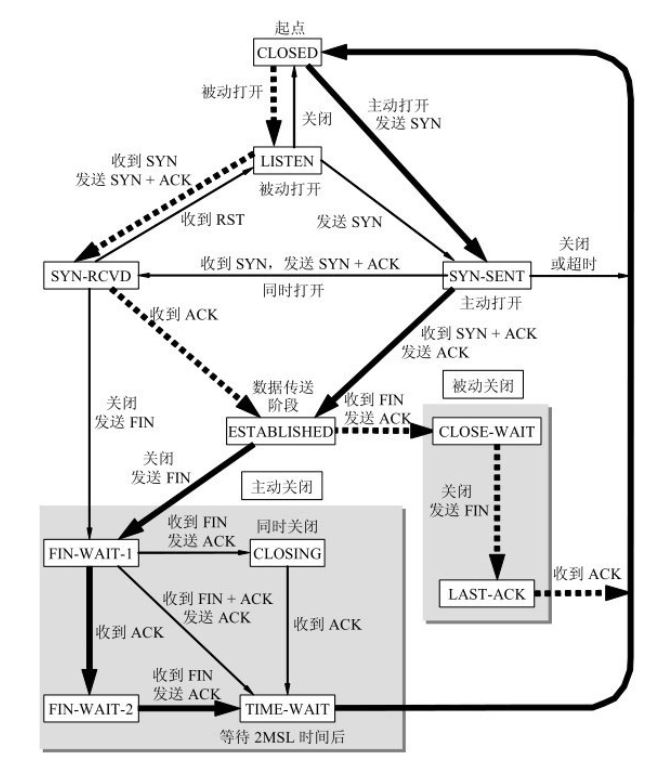 起点
CLOSED
被动打开
关闭
主动打开
发送 SYN
收到 SYN
发送 SYN + ACK
LISTEN
被动打开
收到 RST
发送 SYN
关闭
或超时
SYN-RCVD
收到 SYN，发送 SYN + ACK
同时打开
SYN-SENT
主动打开
收到 ACK
收到 SYN + ACK
发送 ACK
关闭
发送 FIN
数据传送
阶段
ESTABLISHED
收到 FIN
发送 ACK
被动关闭
CLOSE-WAIT
关闭
发送 FIN
主动关闭
关闭
发送 FIN
LAST-ACK
收到 ACK
FIN-WAIT-1
收到 FIN
发送 ACK
同时关闭
CLOSING
收到 FIN + ACK
发送 ACK
收到 ACK
收到 ACK
FIN-WAIT-2
收到 FIN
发送 ACK
TIME-WAIT
等待 2MSL 时间后